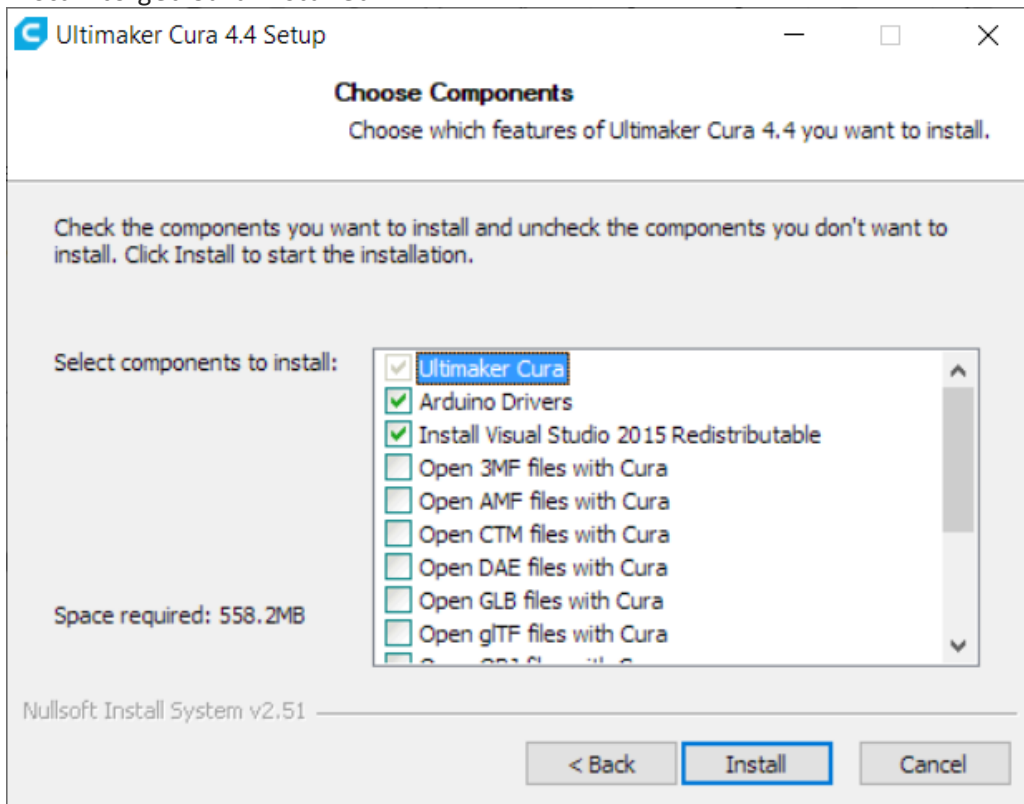 Ultimaker Cura 4.4 Setup
Choose Components
Choose which features of Ultimaker Cura 4.4 you want to install.
Check the components you want to install and uncheck the components you don't want to
install. Click Install to start the installation.
Select components to install:
Ultimaker Cura
Arduino Drivers
Install Visual Studio 2015 Redistributable
Open 3MF files with Cura
Open AMF files with Cura
Open CTM files with Cura
Open DAE files with Cura
Open GLB files with Cura
Open glTF files with Cura
Space required: 558.2MB
Nullsoft Install System v2.51
< Back
Install
Cancel